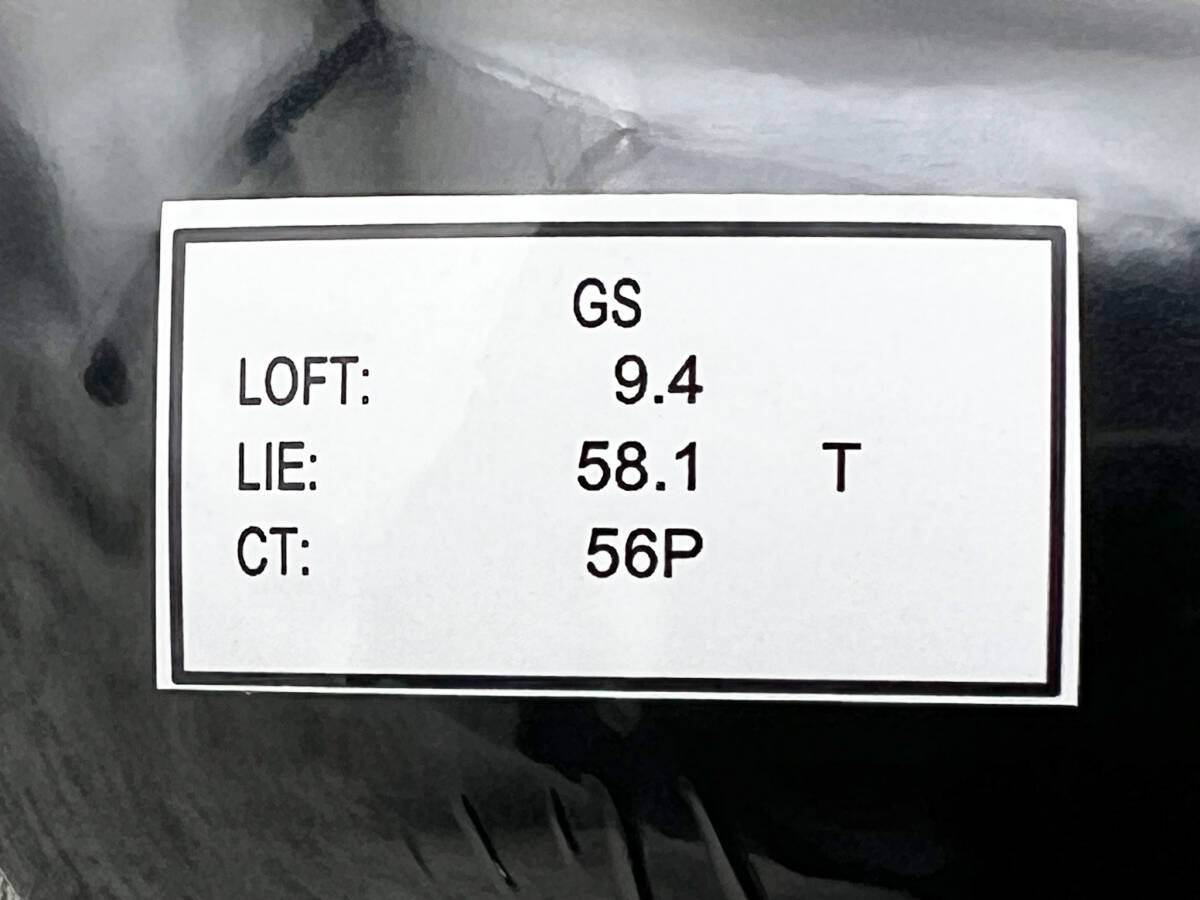 GS
LOFT: 9.4
LIE: 58.1 T
CT: 56P